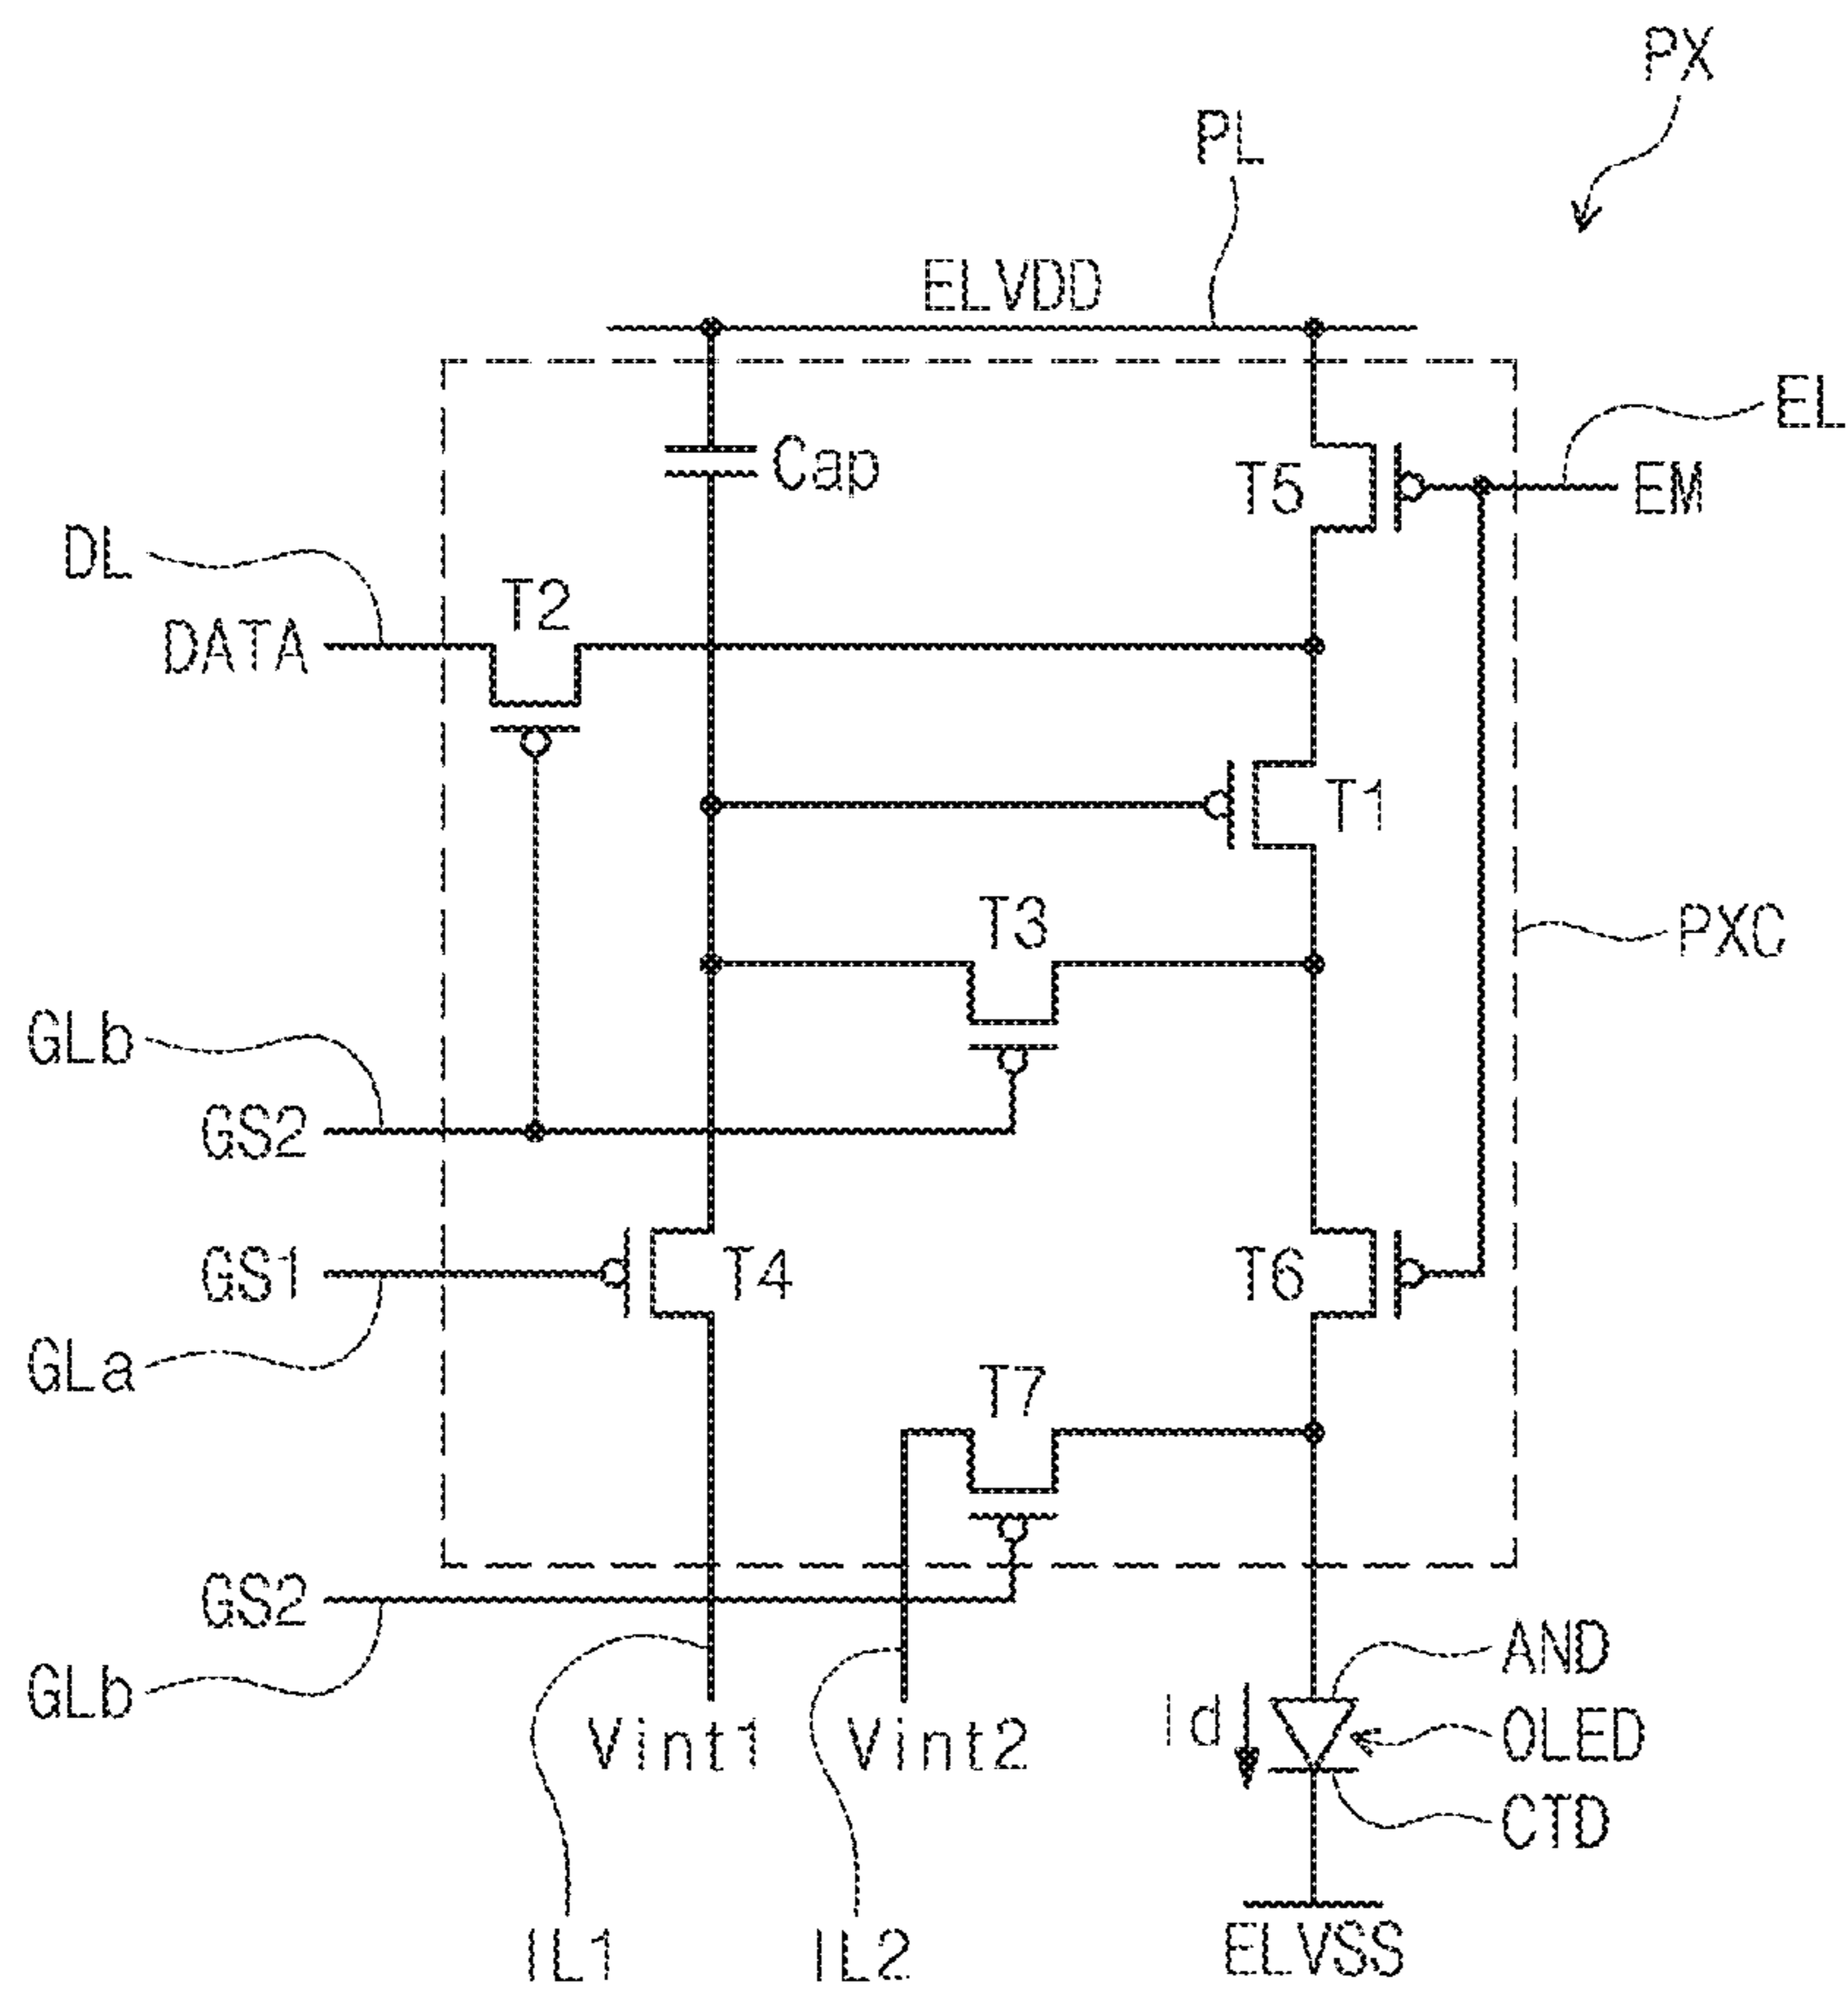 PX
PL
ELVDD
EL
Cap
T5
EM
DL
T2
DATA
T1
T3
PXC
GLb
GS2
GS1
T4
T6
GLa
T7
GS2
AND
GLb
Id
OLED
Vint1
Vint2
CTD
IL1
IL2
ELVSS